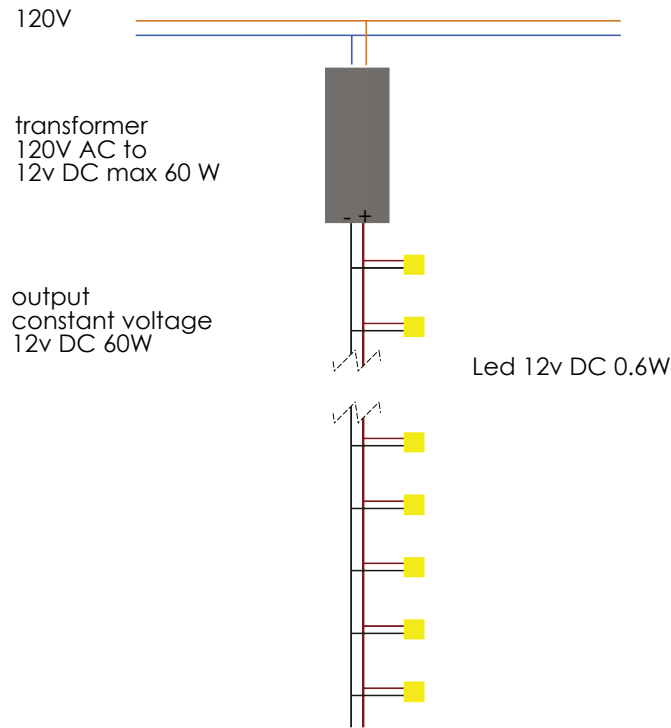 120V
transformer
120V AC to
12v DC max 60 W
- +
output
constant voltage
12v DC 60W
Led 12v DC 0.6W